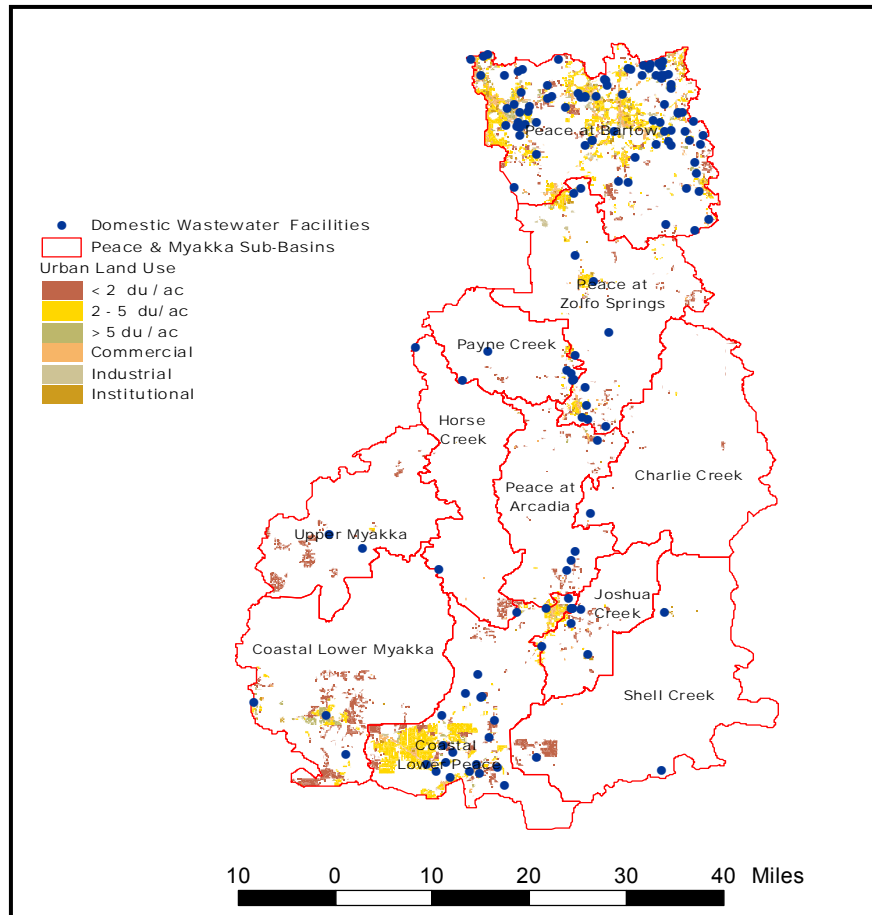 Peace at Bartow
Domestic Wastewater Facilities
Peace & Myakka Sub-Basins
Urban Land Use
< 2 du / ac
2 - 5 du / ac
> 5 du / ac
Commercial
Industrial
Institutional
Peace at
Zolfo Springs
Payne Creek
Horse
Creek
Charlie Creek
Peace at
Arcadia
Upper Myakka
Joshua
Creek
Coastal Lower Myakka
Shell Creek
Coastal
Lower Peace
10 0 10 20 30 40 Miles